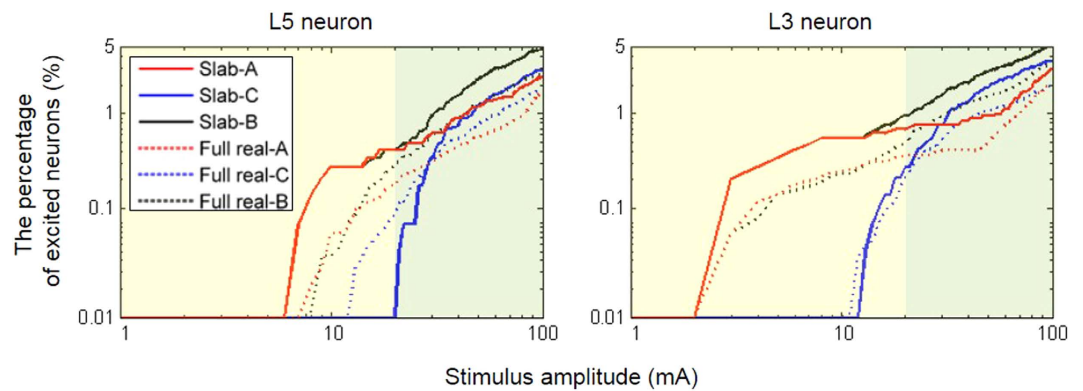 L5 neuron
L3 neuron
The percentage
of excited neurons (%)
5
1
0.1
0.01
Slab-A
Slab-C
Slab-B
Full real-A
Full real-C
Full real-B
1
10
100
5
1
0.1
0.01
1
10
100
Stimulus amplitude (mA)